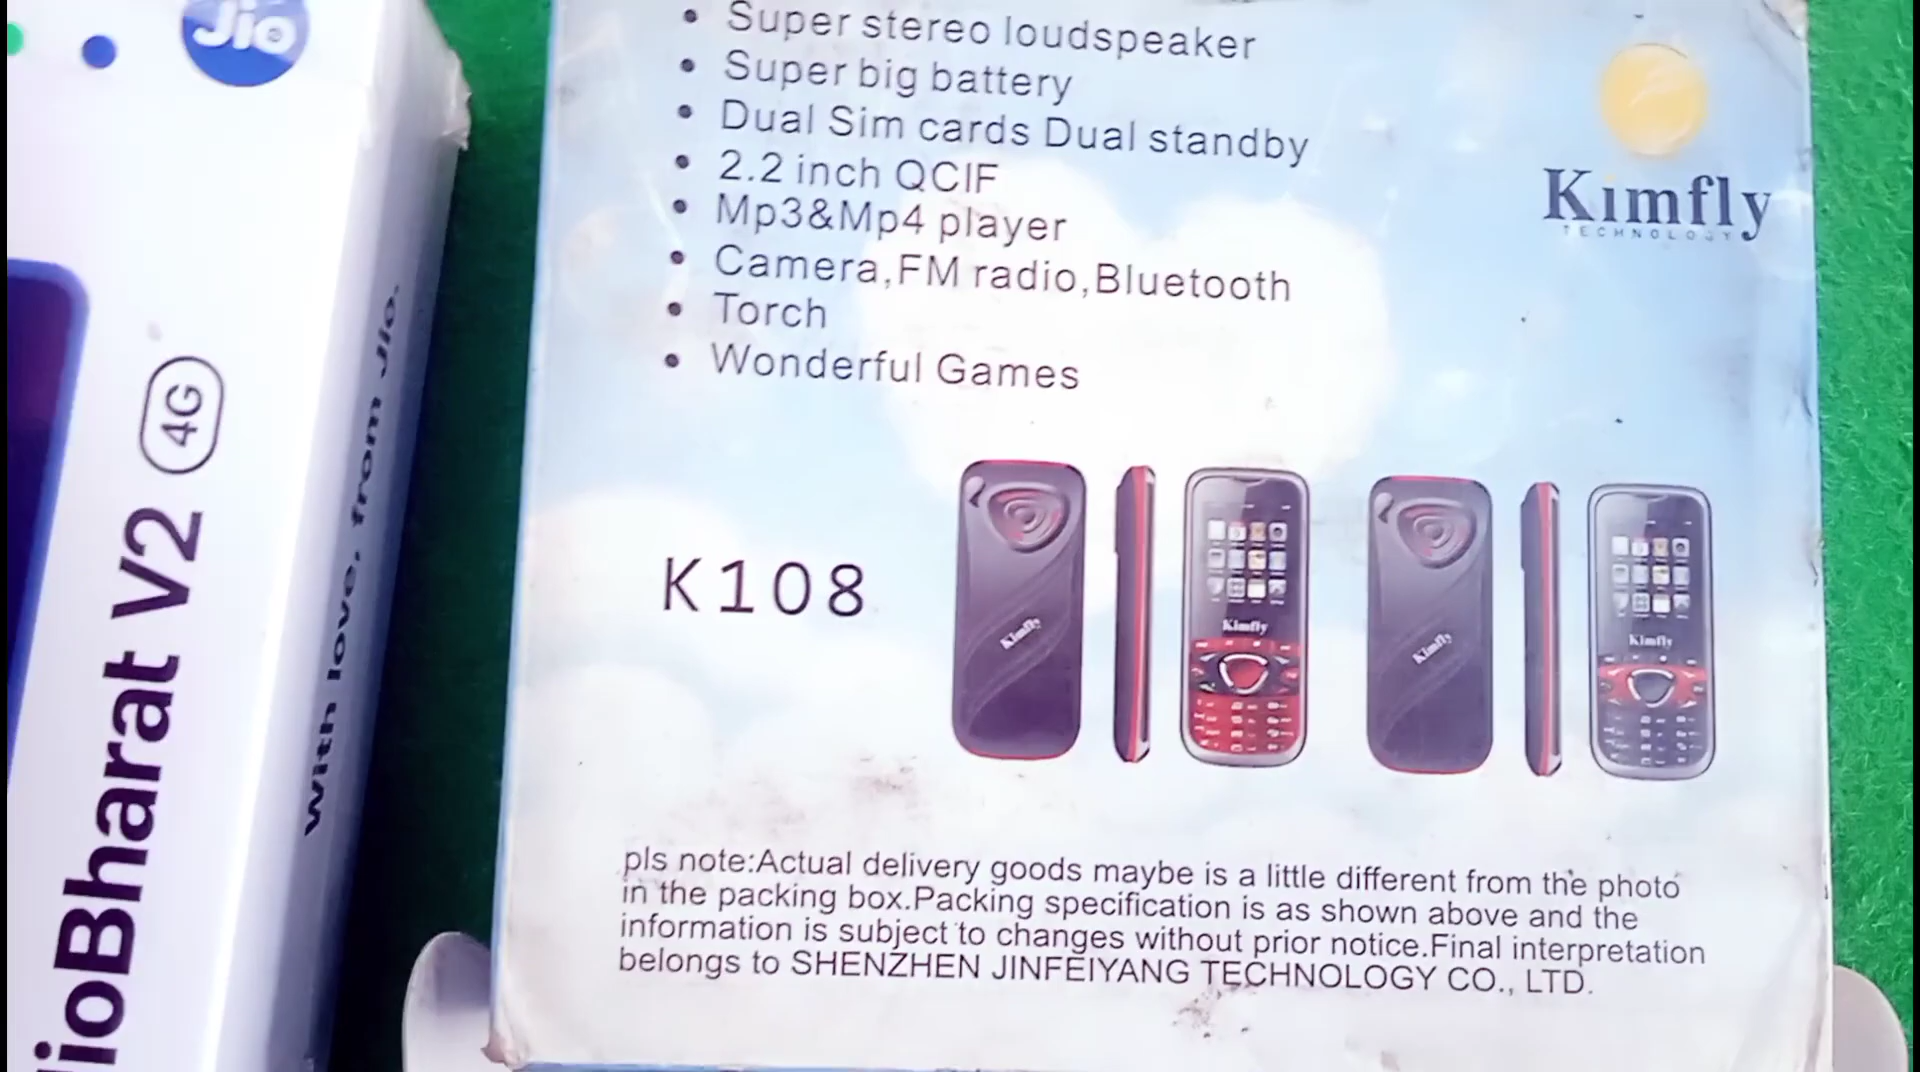 Jio
JioBharat V2 4G
With love, from Jio.
Super stereo loudspeaker
Super big battery
Dual Sim cards Dual standby
2.2 inch QCIF
Mp3&Mp4 player
Camera,FM radio,Bluetooth
Torch
Wonderful Games
Kimfly
TECHNOLOGY
K108
Kimfly
Kimfly
Kimfly
Kimfly
pls note:Actual delivery goods maybe is a little different from the photo
in the packing box.Packing specification is as shown above and the
information is subject to changes without prior notice.Final interpretation
belongs to SHENZHEN JINFEIYANG TECHNOLOGY CO., LTD.